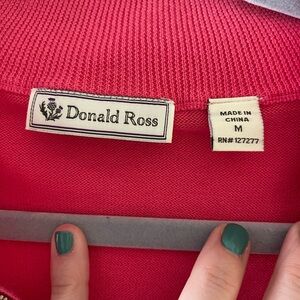 Donald Ross
MADE IN
CHINA
M
RN# 127277